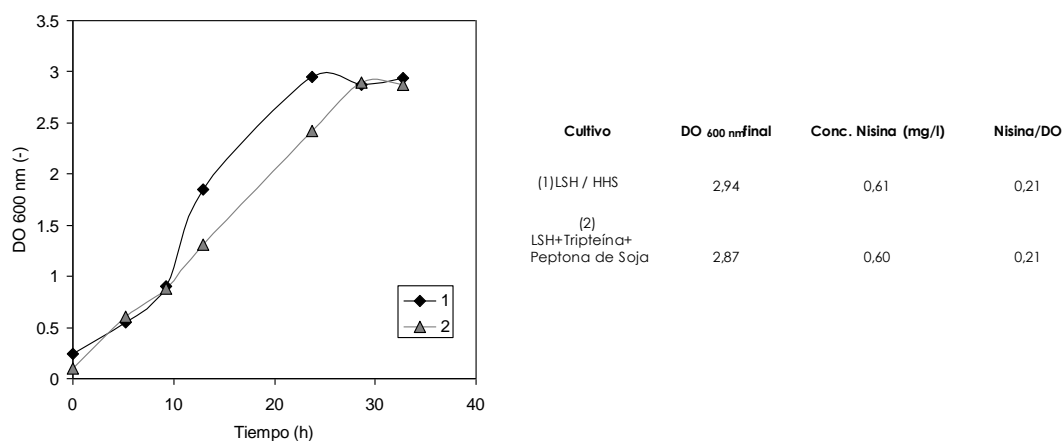 3.5
3
2.5
2
1.5
1
0.5
0
DO 600 nm (-)
0 10 20 30 40
Tiempo (h)
1
2
Cultivo DO 600 nm final Conc. Nisina (mg/l) Nisina/DO
(1)LSH / HHS 2,94 0,61 0,21
(2)
LSH+Tripteína+
Peptona de Soja 2,87 0,60 0,21